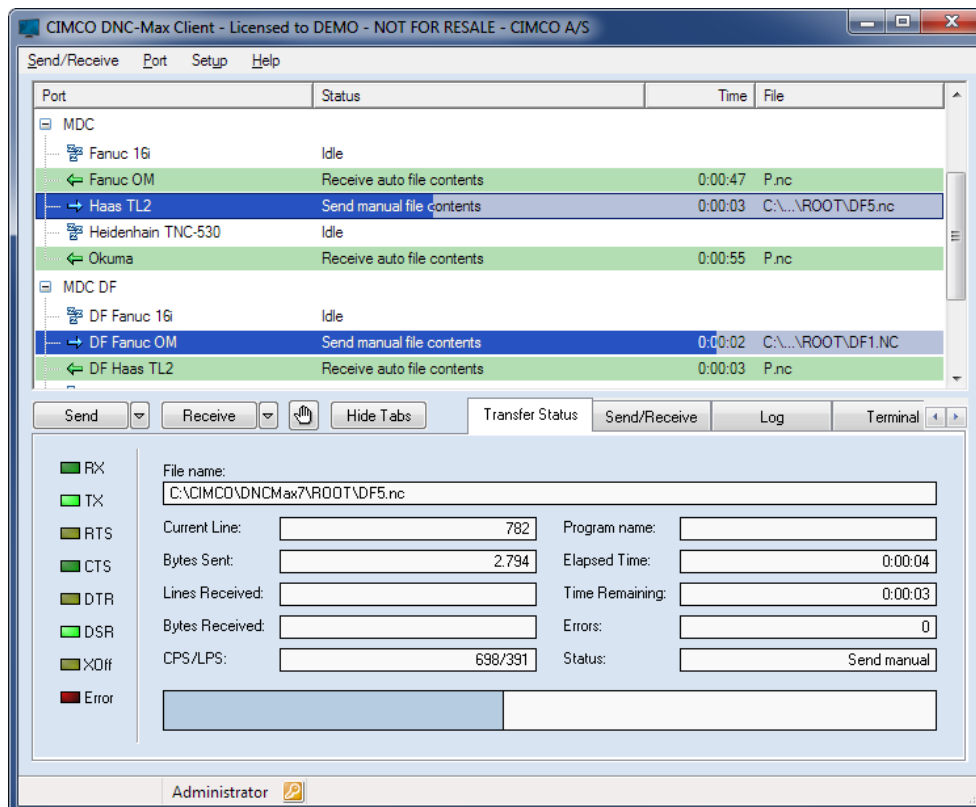 CIMCO DNC-Max Client - Licensed to DEMO - NOT FOR RESALE - CIMCO A/S
Send/Receive Port Setup Help
Port Status Time File
MDC
Fanuc 16i Idle
Fanuc OM Receive auto file contents 0:00:47 P.nc
Haas TL2 Send manual file contents 0:00:03 C:\...\ROOT\DF5.nc
Heidenhain TNC-530 Idle
Okuma Receive auto file contents 0:00:55 P.nc
MDC DF
DF Fanuc 16i Idle
DF Fanuc OM Send manual file contents 0:00:02 C:\...\ROOT\DF1.NC
DF Haas TL2 Receive auto file contents 0:00:03 P.nc
Send Receive Hide Tabs Transfer Status Send/Receive Log Terminal
RX File name:
TX C:\CIMCO\DNCMax7\ROOT\DF5.nc
RTS Current Line: 782 Program name:
CTS Bytes Sent: 2.794 Elapsed Time: 0:00:04
DTR Lines Received: Time Remaining: 0:00:03
DSR Bytes Received: Errors: 0
XOff CPS/LPS: 698/391 Status: Send manual
Error
Administrator